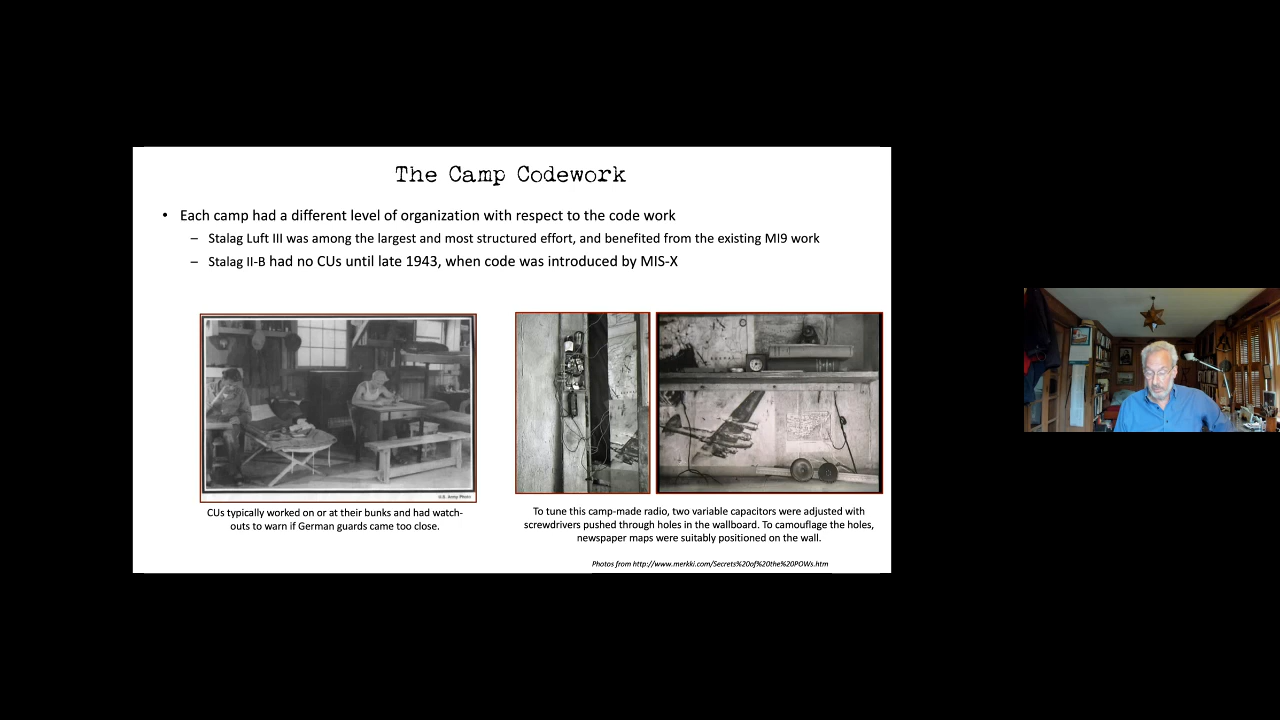 The Camp Codework
• Each camp had a different level of organization with respect to the code work
– Stalag Luft III was among the largest and most structured effort, and benefited from the existing MI9 work
– Stalag II-B had no CUs until late 1943, when code was introduced by MIS-X
U.S. Army Photo
CUs typically worked on or at their bunks and had watch-
outs to warn if German guards came too close.
To tune this camp-made radio, two variable capacitors were adjusted with
screwdrivers pushed through holes in the wallboard. To camouflage the holes,
newspaper maps were suitably positioned on the wall.
Photos from http://www.merkki.com/Secrets%20of%20the%20POWs.htm